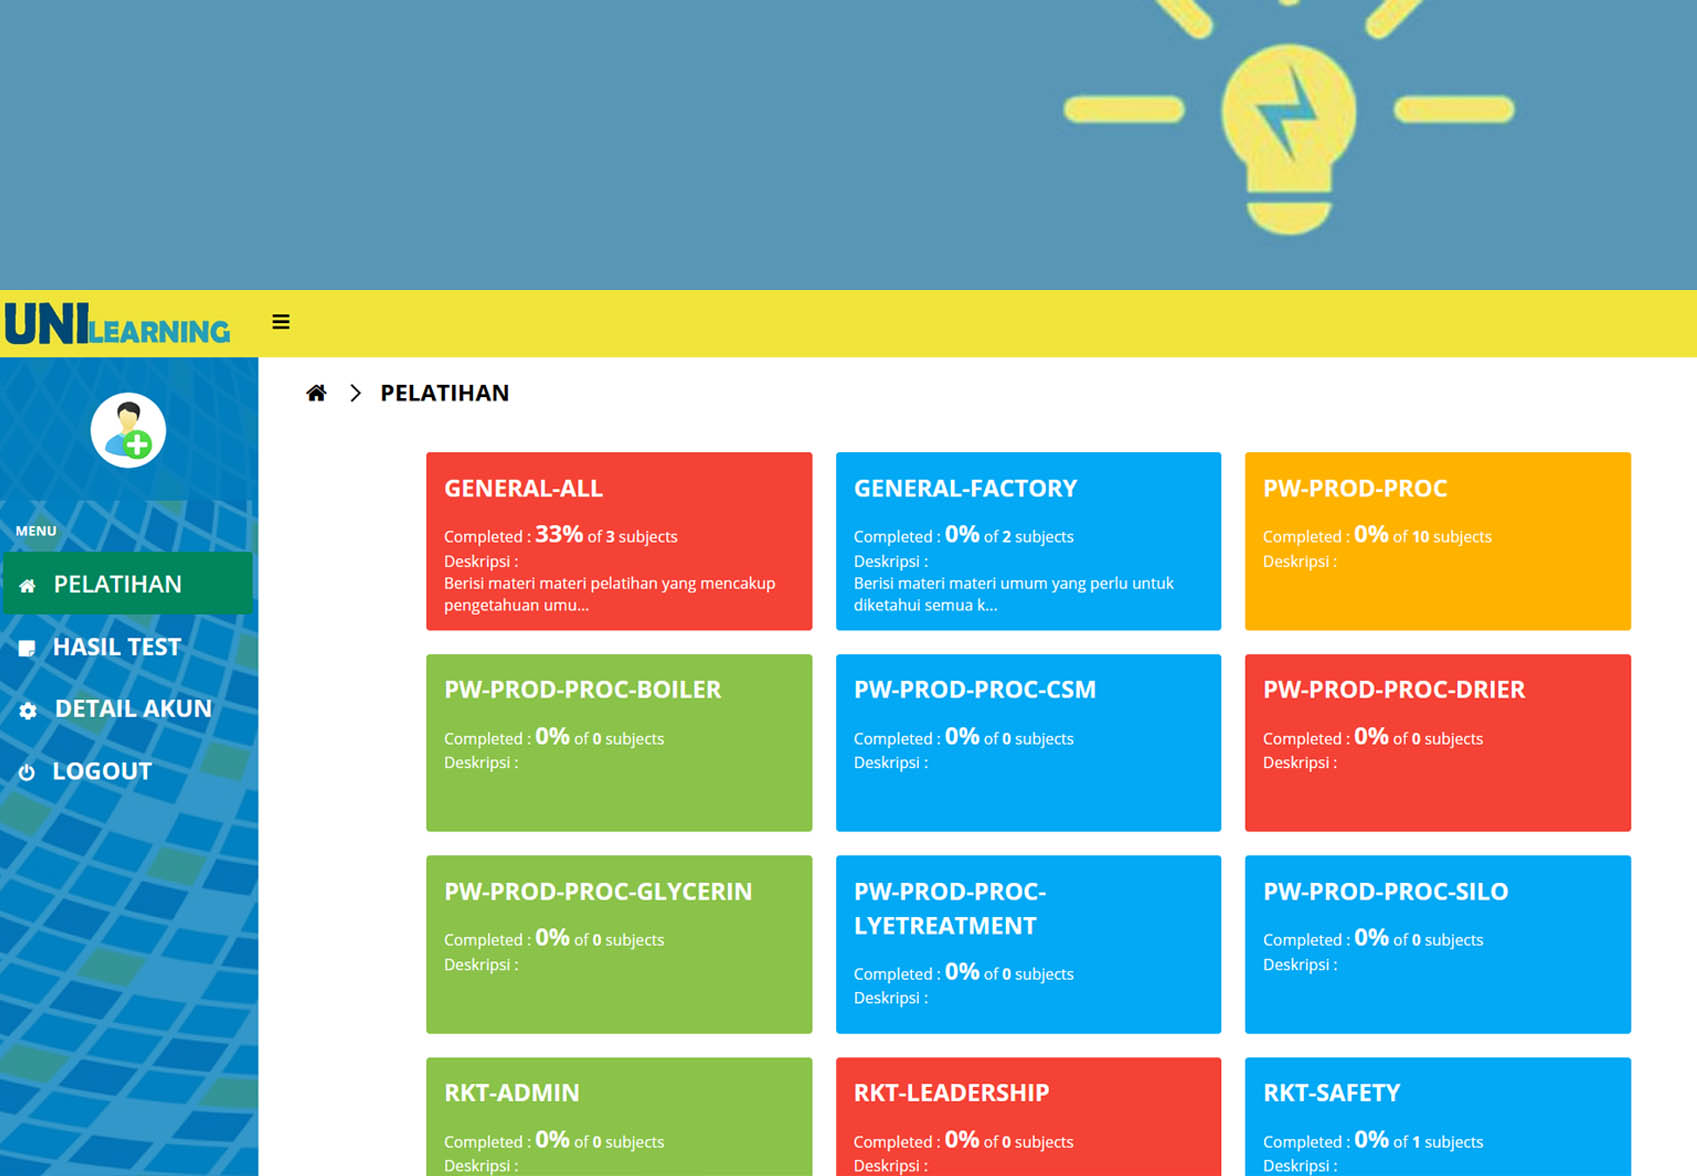 UNILEARNING
PELATIHAN
MENU
PELATIHAN
HASIL TEST
DETAIL AKUN
LOGOUT
GENERAL-ALL
Completed : 33% of 3 subjects
Deskripsi :
Berisi materi materi pelatihan yang mencakup
pengetahuan umu...
GENERAL-FACTORY
Completed : 0% of 2 subjects
Deskripsi :
Berisi materi materi umum yang perlu untuk
diketahui semua k...
PW-PROD-PROC
Completed : 0% of 10 subjects
Deskripsi :
PW-PROD-PROC-BOILER
Completed : 0% of 0 subjects
Deskripsi :
PW-PROD-PROC-CSM
Completed : 0% of 0 subjects
Deskripsi :
PW-PROD-PROC-DRIER
Completed : 0% of 0 subjects
Deskripsi :
PW-PROD-PROC-GLYCERIN
Completed : 0% of 0 subjects
Deskripsi :
PW-PROD-PROC-
LYETREATMENT
Completed : 0% of 0 subjects
Deskripsi :
PW-PROD-PROC-SILO
Completed : 0% of 0 subjects
Deskripsi :
RKT-ADMIN
Completed : 0% of 0 subjects
Deskripsi :
RKT-LEADERSHIP
Completed : 0% of 0 subjects
Deskripsi :
RKT-SAFETY
Completed : 0% of 1 subjects
Deskripsi :